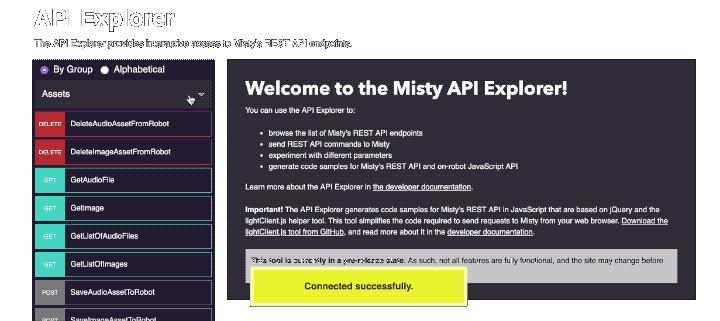 API Explorer
The API Explorer provides interactive access to Misty's REST API endpoints.
By Group Alphabetical
Assets
DELETE DeleteAudioAssetFromRobot
DELETE DeleteImageAssetFromRobot
GET GetAudioFile
GET GetImage
GET GetListOfAudioFiles
GET GetListOfImages
POST SaveAudioAssetToRobot
POST SaveImageAssetToRobot
Welcome to the Misty API Explorer!
You can use the API Explorer to:
browse the list of Misty's REST API endpoints
send REST API commands to Misty
experiment with different parameters
generate code samples for Misty's REST API and on-robot JavaScript API
Learn more about the API Explorer in the developer documentation.
Important! The API Explorer generates code samples for Misty's REST API in JavaScript that are based on jQuery and the
lightClient.js helper tool. This tool simplifies the code required to send requests to Misty from your web browser. Download the
lightClient.js tool from GitHub, and read more about it in the developer documentation.
This tool is currently in a pre-release state. As such, not all features are fully functional, and the site may change before
Connected successfully.